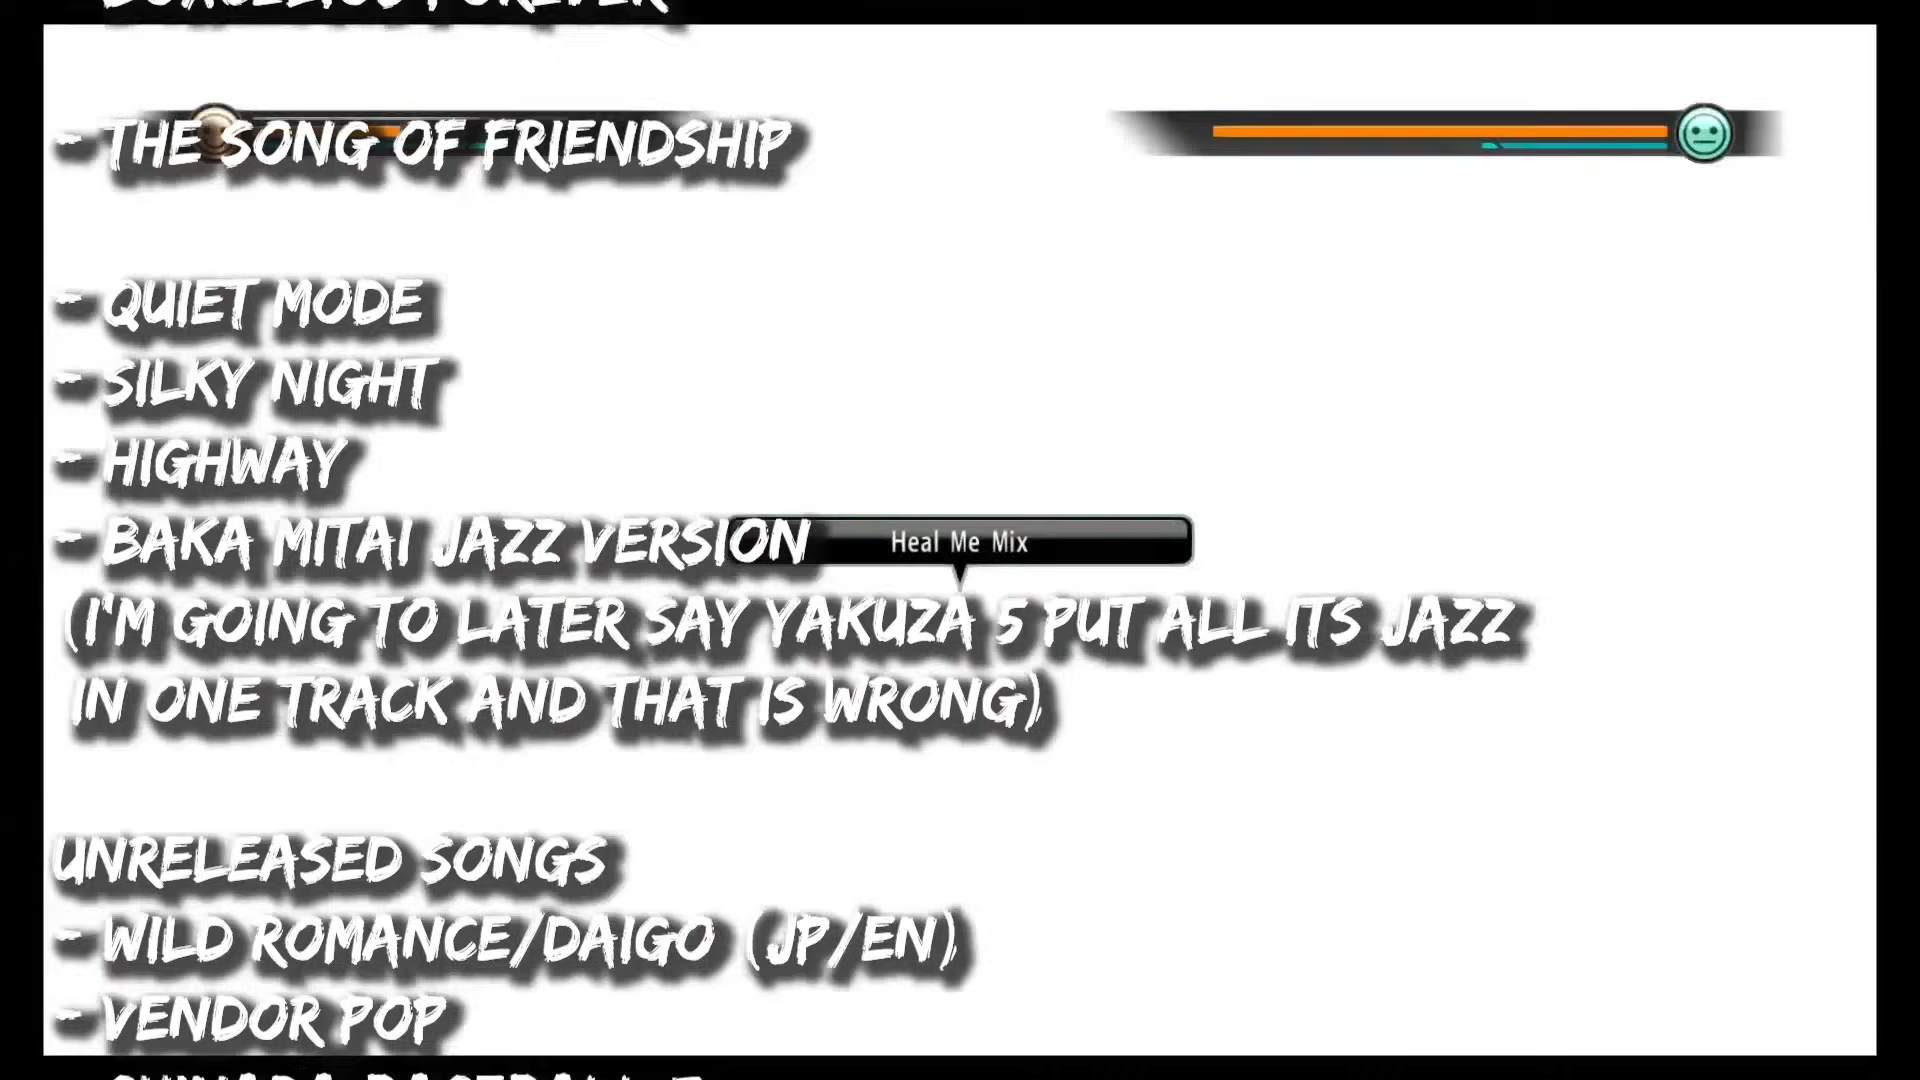 - THE SONG OF FRIENDSHIP
- QUIET MODE
- SILKY NIGHT
- HIGHWAY
- BAKA MITAI JAZZ VERSION
Heal Me Mix
(I'M GOING TO LATER SAY YAKUZA 5 PUT ALL ITS JAZZ
IN ONE TRACK AND THAT IS WRONG)
UNRELEASED SONGS
- WILD ROMANCE/DAIGO (JP/EN)
- VENDOR POP